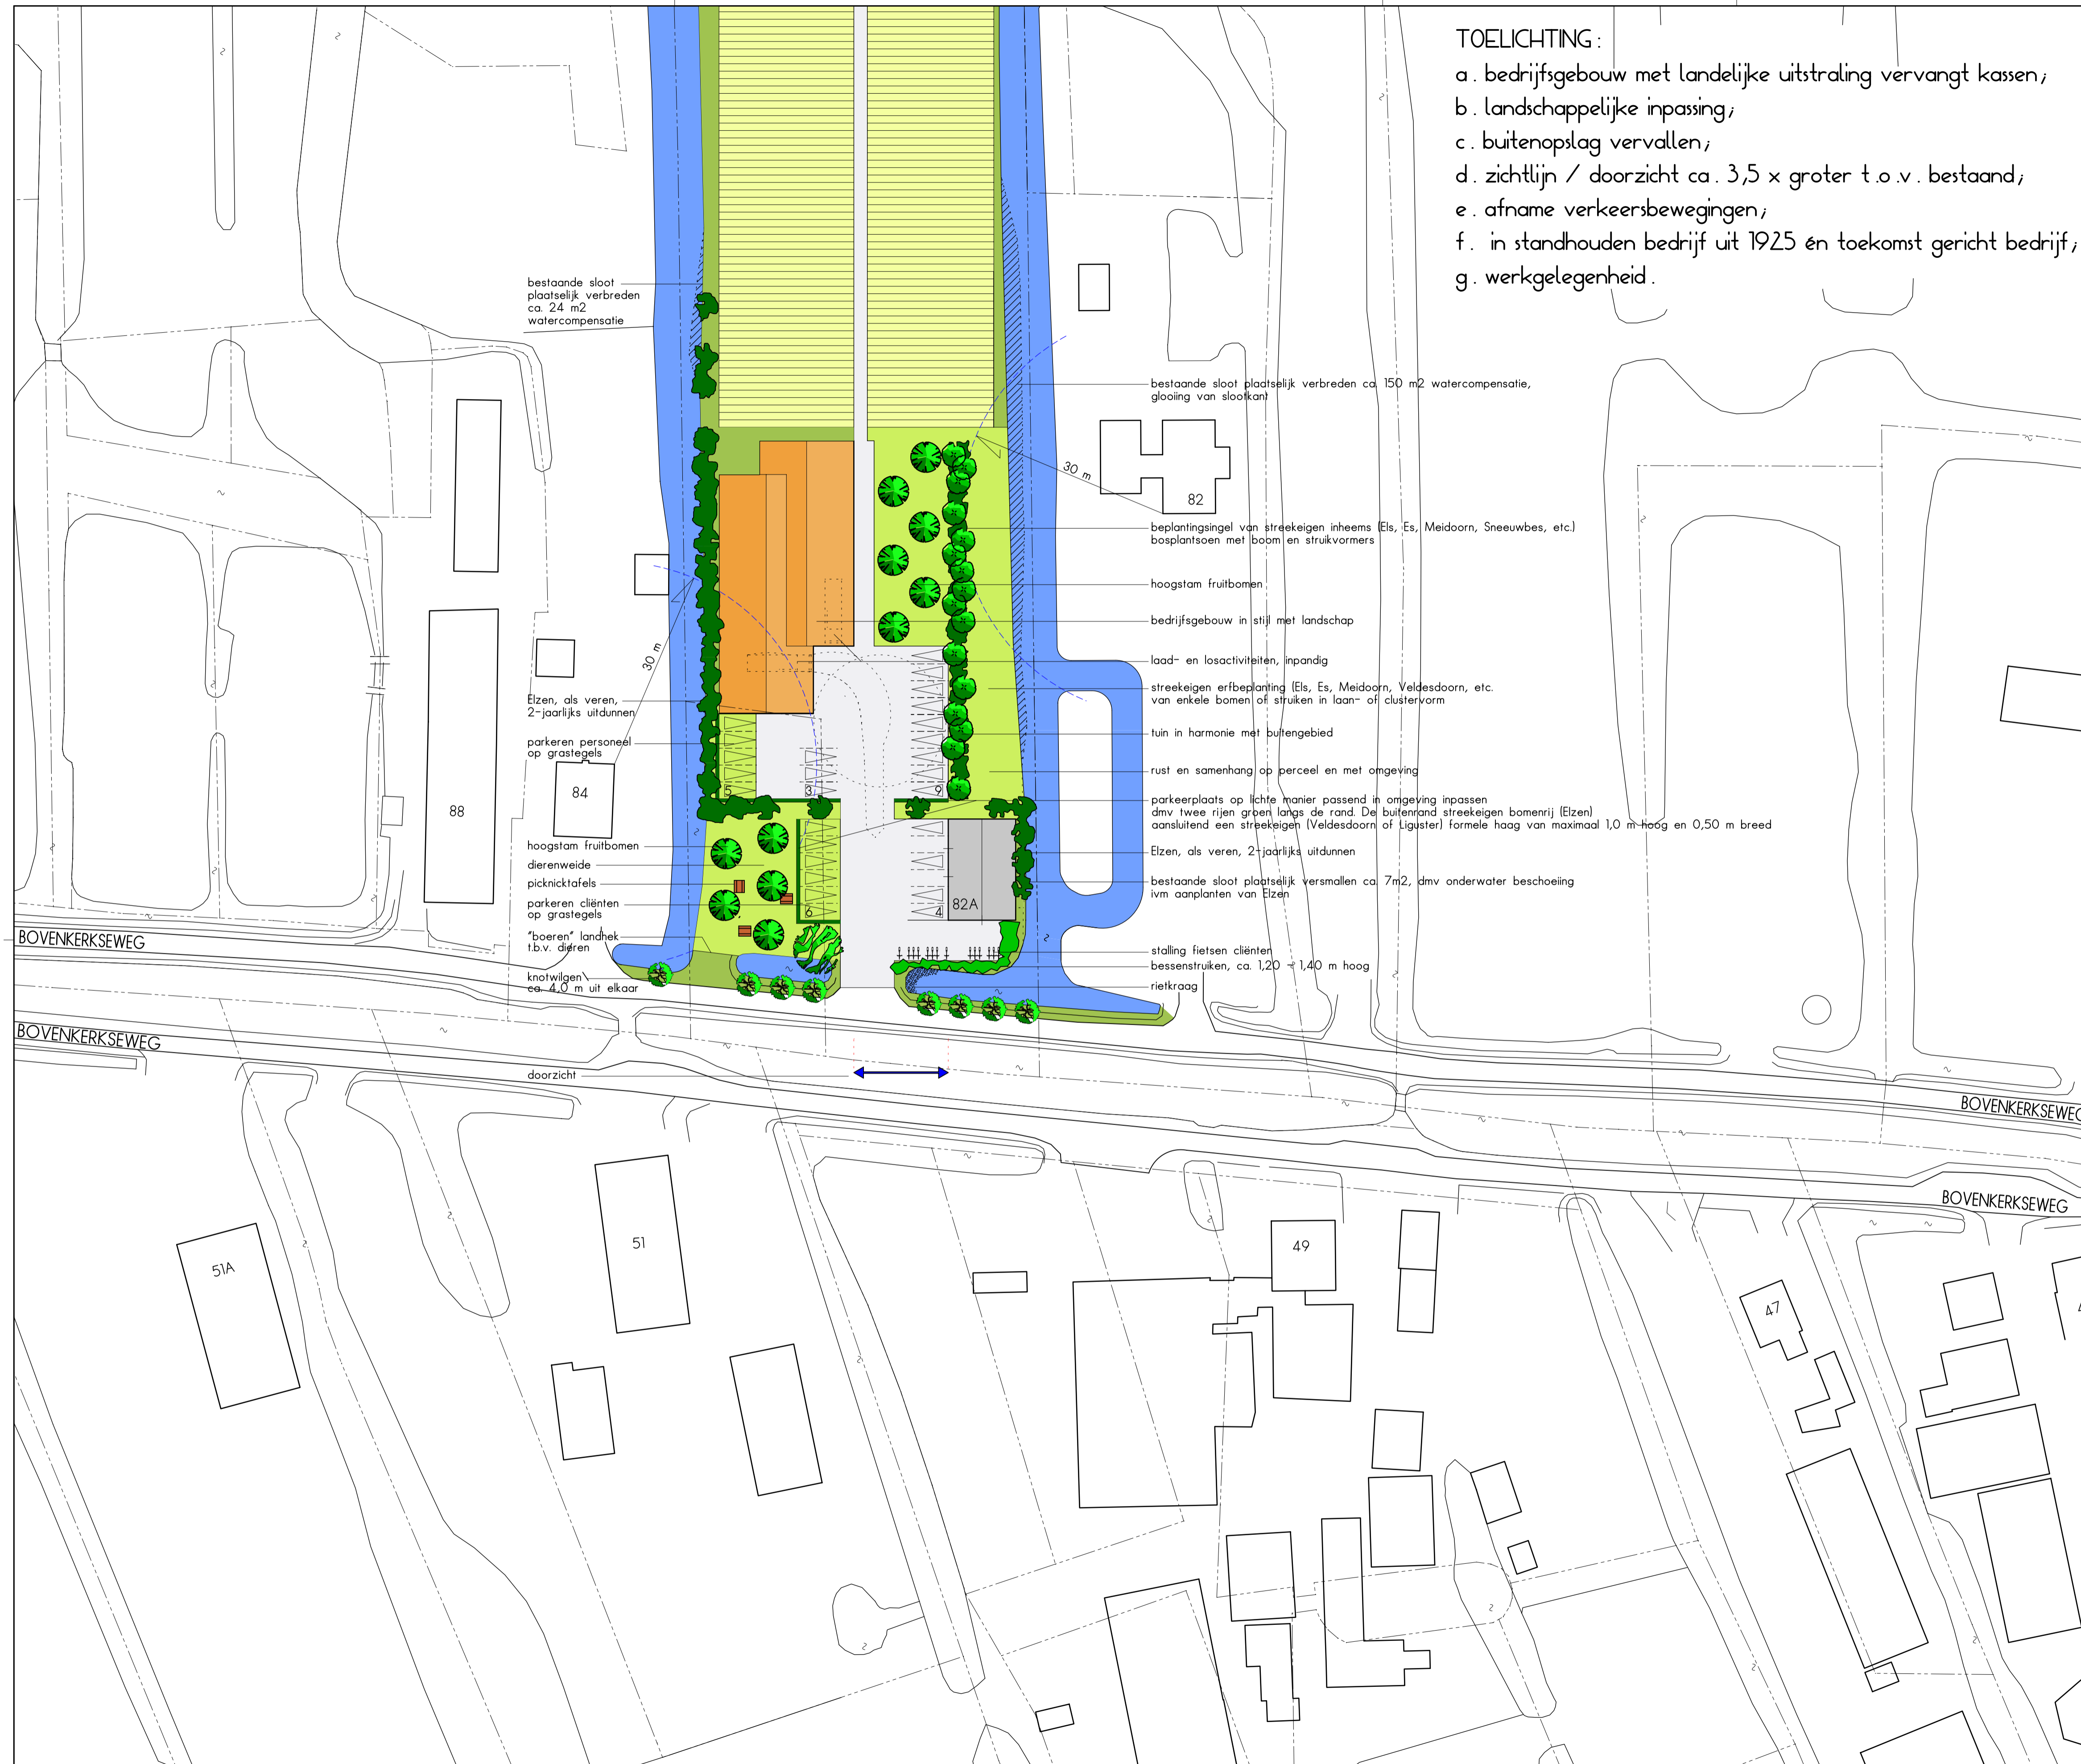 TOELICHTING :
a . bedrijfsgebouw met landelijke uitstraling vervangt kassen;
b . landschappelijke inpassing;
c . buitenopslag vervallen;
d . zichtlijn / doorzicht ca . 3,5 x groter t.o.v. bestaand;
e . afname verkeersbewegingen;
f . in standhouden bedrijf uit 1925 én toekomst gericht bedrijf;
g . werkgelegenheid .
bestaande sloot
plaatselijk verbreden
ca. 24 m2
watercompensatie
30 m
Elzen, als veren,
2-jaarlijks uitdunnen
parkeren personeel
op grastegels
84
88
hoogstam fruitbomen
dierenweide
picknicktafels
parkeren cliënten
op grastegels
"boeren" landhek
t.b.v. dieren
knotwilgen
ca. 4,0 m uit elkaar
doorzicht
5
3
9
6
4
82A
bestaande sloot plaatselijk verbreden ca. 150 m2 watercompensatie,
glooiing van slootkant
30 m
82
beplantingsingel van streekeigen inheems (Els, Es, Meidoorn, Sneeuwbes, etc.)
bosplantsoen met boom en struikvormers
hoogstam fruitbomen
bedrijfsgebouw in stijl met landschap
laad- en losactiviteiten, inpandig
streekeigen erfbeplanting (Els, Es, Meidoorn, Veldesdoorn, etc.
van enkele bomen of struiken in laan- of clustervorm
tuin in harmonie met buitengebied
rust en samenhang op perceel en met omgeving
parkeerplaats op lichte manier passend in omgeving inpassen
dmv twee rijen groen langs de rand. De buitenrand streekeigen bomenrij (Elzen)
aansluitend een streekeigen (Veldesdoorn of Liguster) formele haag van maximaal 1,0 m hoog en 0,50 m breed
Elzen, als veren, 2-jaarlijks uitdunnen
bestaande sloot plaatselijk versmallen ca. 7m2, dmv onderwater beschoeiing
ivm aanplanten van Elzen
stalling fietsen cliënten
bessenstruiken, ca. 1,20 - 1,40 m hoog
rietkraag
BOVENKERKSEWEG
BOVENKERKSEWEG
BOVENKERKSEWEG
BOVENKERKSEWEG
51A
51
49
47